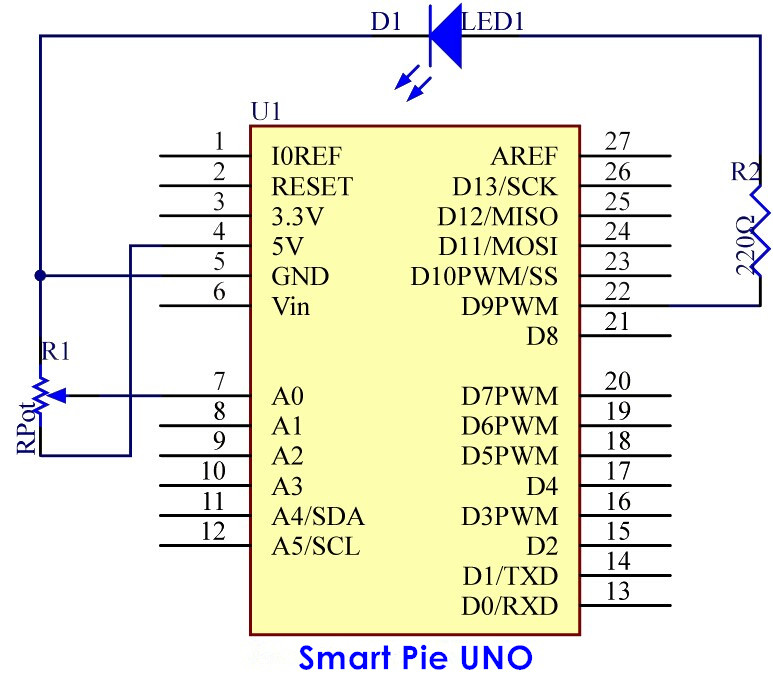 D1 LED1
U1
1 I0REF AREF 27
2 RESET D13/SCK 26
3 3.3V D12/MISO 25
4 5V D11/MOSI 24
5 GND D10PWM/SS 23
6 Vin D9PWM 22
D8 21
7 A0 D7PWM 20
8 A1 D6PWM 19
9 A2 D5PWM 18
10 A3 D4 17
11 A4/SDA D3PWM 16
12 A5/SCL D2 15
D1/TXD 14
D0/RXD 13
R1
RPot
R2
220Ω
Smart Pie UNO